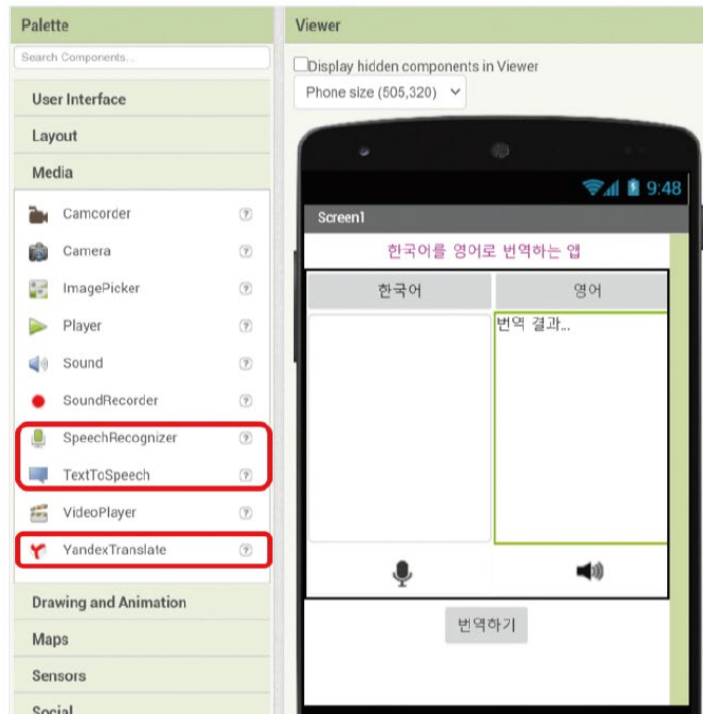 Palette
Search Components...
User Interface
Layout
Media
Camcorder
Camera
ImagePicker
Player
Sound
SoundRecorder
SpeechRecognizer
TextToSpeech
VideoPlayer
YandexTranslate
Drawing and Animation
Maps
Sensors
Social
Viewer
Display hidden components in Viewer
Phone size (505,320)
9:48
Screen1
한국어를 영어로 번역하는 앱
한국어 영어
번역 결과...
번역하기